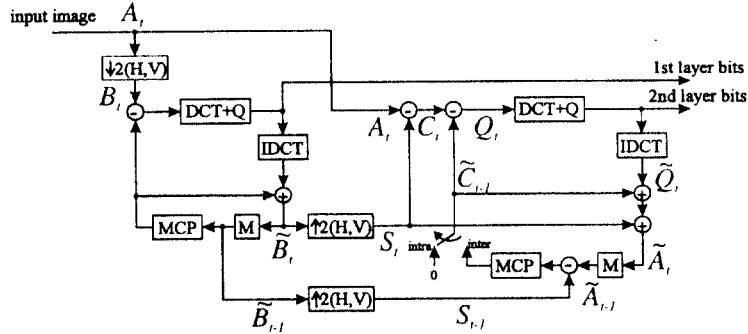 input image
A_t
↓2(H,V)
1st layer bits
2nd layer bits
B_t
DCT+Q
A_t
C_t
Q_t
DCT+Q
IDCT
IDCT
C̃_{t-1}
Q̃_t
MCP
M
B̃_t
↑2(H,V)
S_t
intra
inter
0
MCP
M
Ã_t
Ã_{t-1}
B̃_{t-1}
↑2(H,V)
S_{t-1}